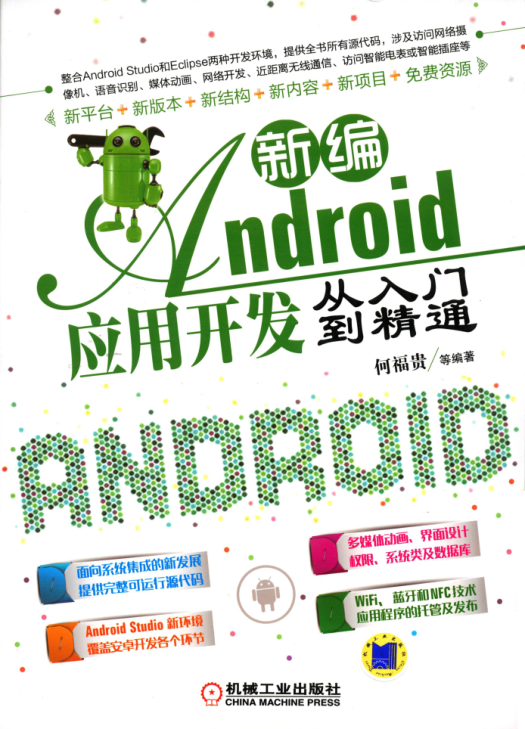 整合Android Studio和Eclipse两种开发环境,提供全书所有源代码,涉及访问网络摄
像机、语音识别、媒体动画、网络开发、近距离无线通信、访问智能电表或智能插座等
新平台+新版本+新结构+新内容+新项目+免费资源
新编
Android
应用开发
从入门
到精通
何福贵/等编著
ANDROID
面向系统集成的新发展
提供完整可运行源代码
多媒体动画、界面设计
权限、系统类及数据库
Android Studio 新环境
覆盖安卓开发各个环节
WiFi、蓝牙和NFC技术
应用程序的托管及发布
机械工业出版社
CHINA MACHINE PRESS